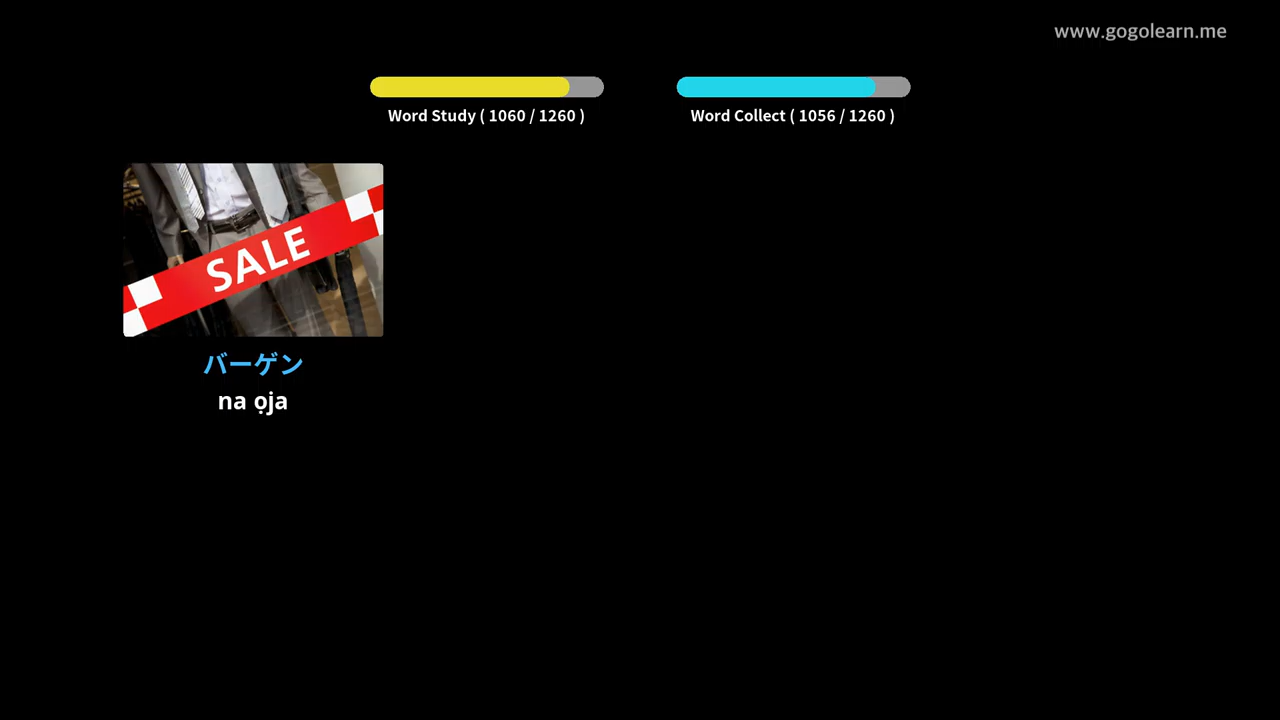 www.gogolearn.me
Word Study ( 1060 / 1260 )
Word Collect ( 1056 / 1260 )
SALE
バーゲン
na ọja